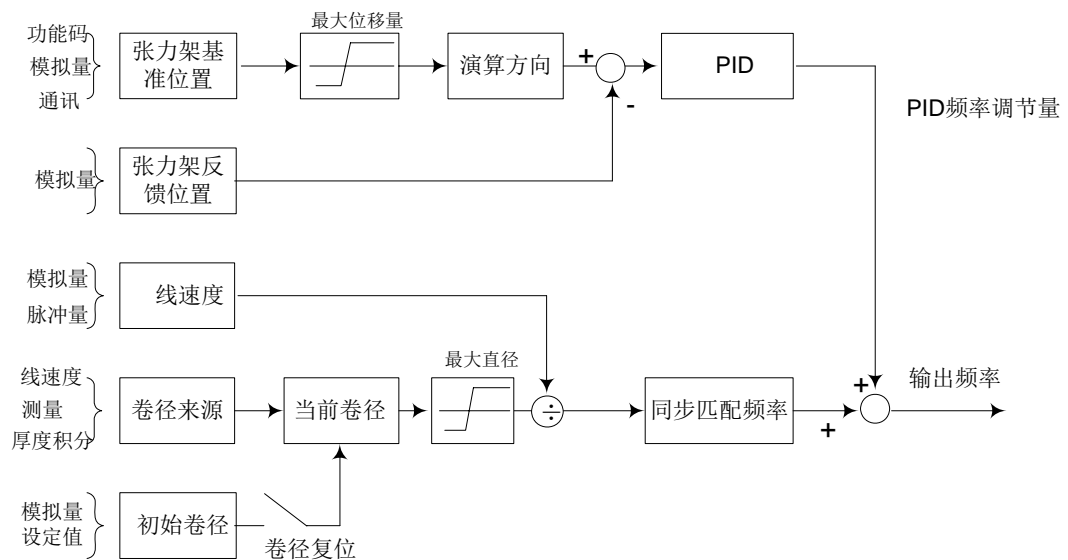 功能码
模拟量
通讯
张力架基
准位置
最大位移量
演算方向
+
-
PID
PID频率调节量
模拟量
张力架反
馈位置
模拟量
脉冲量
线速度
线速度
测量
厚度积分
卷径来源
当前卷径
最大直径
÷
同步匹配频率
+
+
输出频率
模拟量
设定值
初始卷径
卷径复位